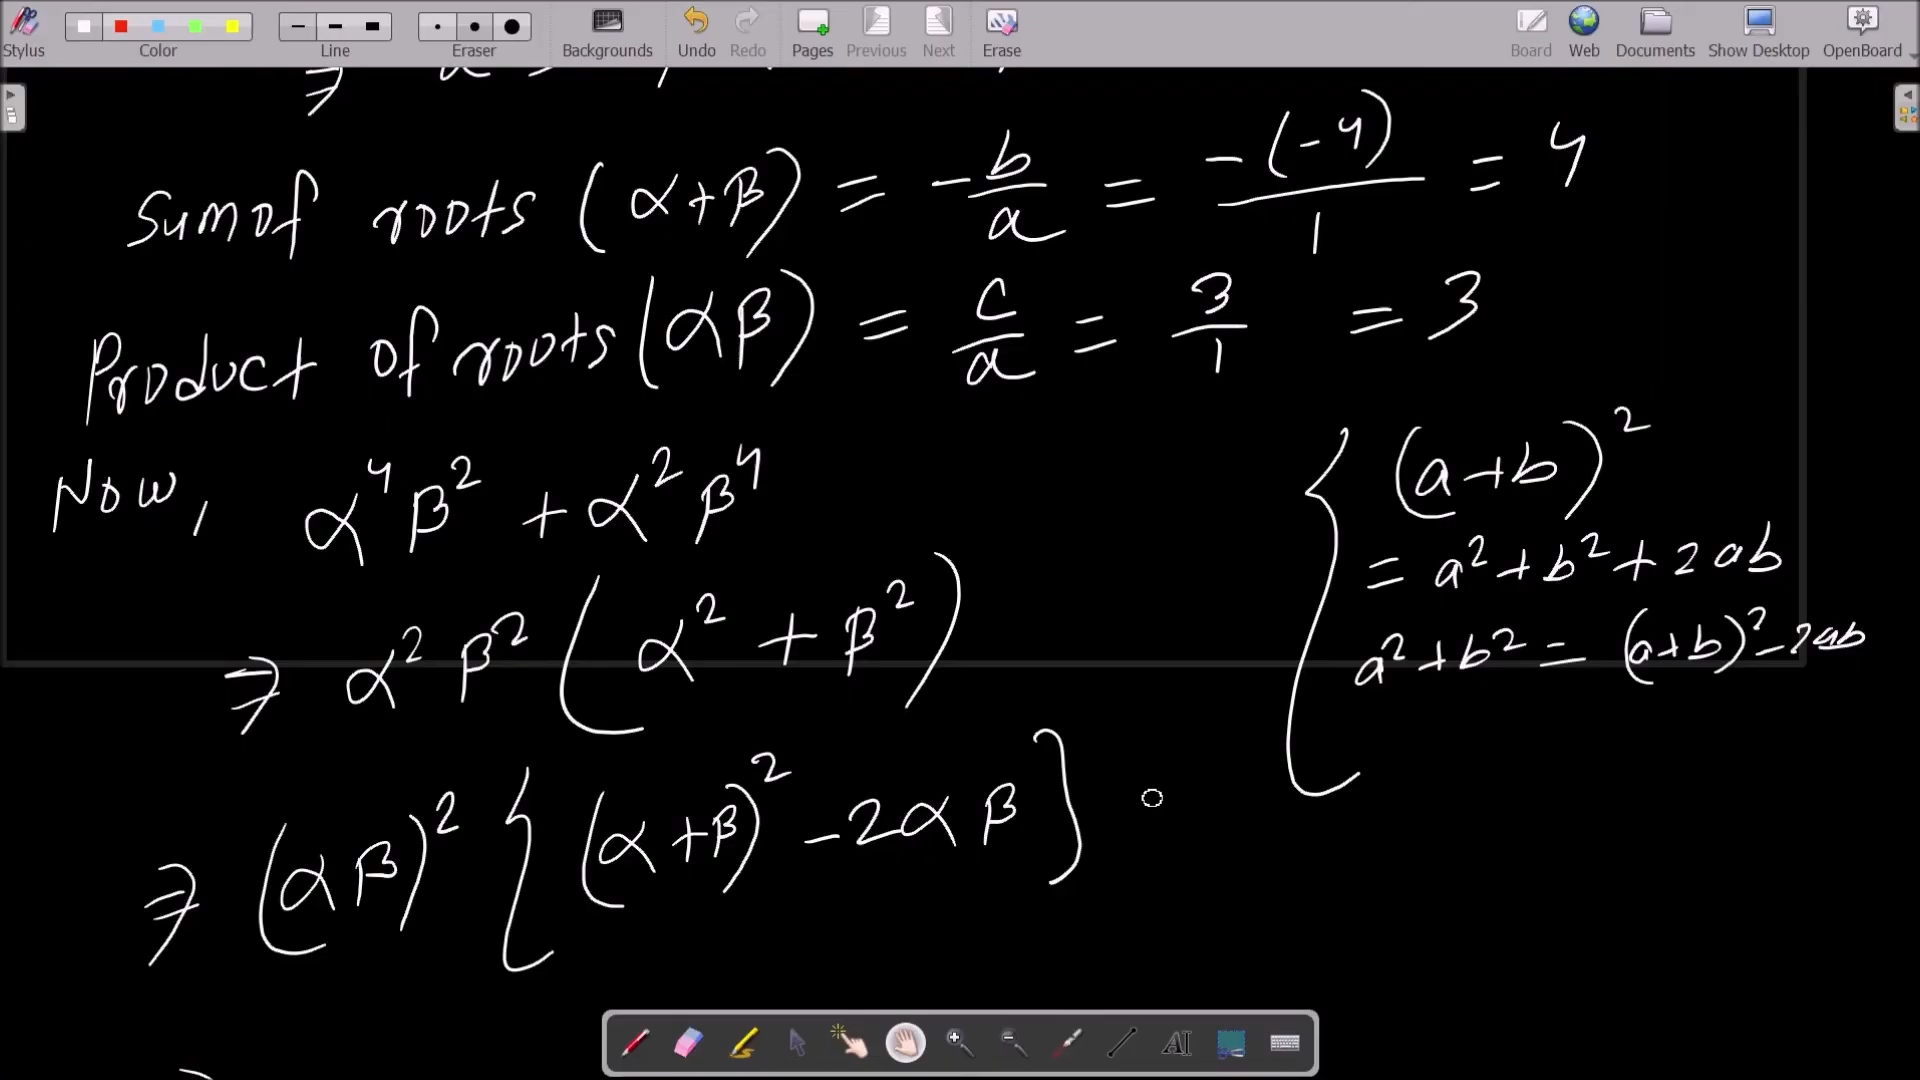 Stylus Color Line Eraser Backgrounds Undo Redo Pages Previous Next Erase Board Web Documents Show Desktop OpenBoard
Sum of roots (α+β) = -b/a = -(-4)/1 = 4
Product of roots (αβ) = c/a = 3/1 = 3
Now, α⁴β² + α²β⁴
⇒ α²β² (α² + β²)
⇒ (αβ)² {(α+β)² - 2αβ}
{ (a+b)²
= a²+b²+2ab
a²+b² = (a+b)²-2ab
AI